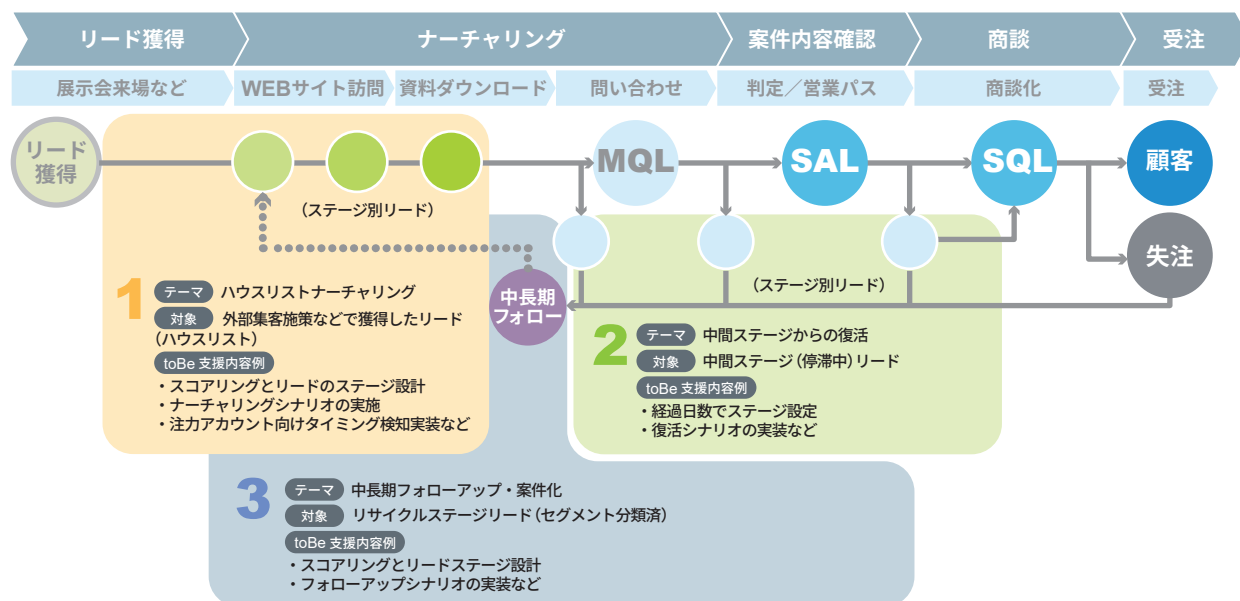 リード獲得
ナーチャリング
案件内容確認
商談
受注
展示会来場など
WEBサイト訪問
資料ダウンロード
問い合わせ
判定／営業パス
商談化
受注
リード
獲得
MQL
SAL
SQL
顧客
失注
（ステージ別リード）
（ステージ別リード）
中長期
フォロー
1
テーマ ハウスリストナーチャリング
対象 外部集客施策などで獲得したリード
（ハウスリスト）
toBe 支援内容例
・スコアリングとリードのステージ設計
・ナーチャリングシナリオの実施
・注力アカウント向けタイミング検知実装など
2
テーマ 中間ステージからの復活
対象 中間ステージ（停滞中）リード
toBe 支援内容例
・経過日数でステージ設定
・復活シナリオの実装など
3
テーマ 中長期フォローアップ・案件化
対象 リサイクルステージリード（セグメント分類済）
toBe 支援内容例
・スコアリングとリードステージ設計
・フォローアップシナリオの実装など